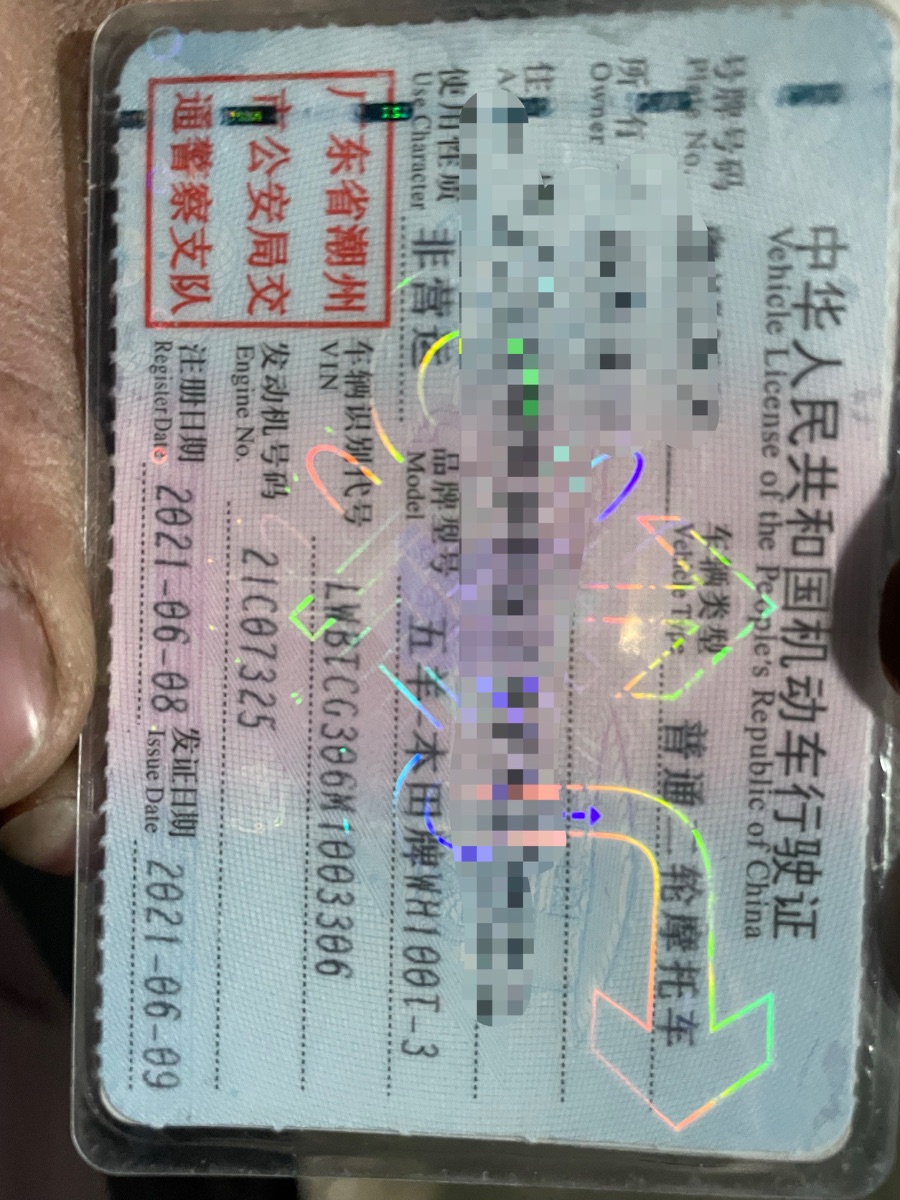 中华人民共和国机动车行驶证
Vehicle License of the People's Republic of China
号牌号码 车辆类型 普通二轮摩托车
Plate No. Vehicle Type
所有
Owner
住
A
使用性质 非营运 品牌型号 五羊-本田牌WH100T-3
Use Character Model
广东省潮州
市公安局交
通警察支队
车辆识别代号 LWBTCG306M1003306
VIN
发动机号码 21C07325
Engine No.
注册日期 2021-06-08 发证日期 2021-06-09
Register Date Issue Date